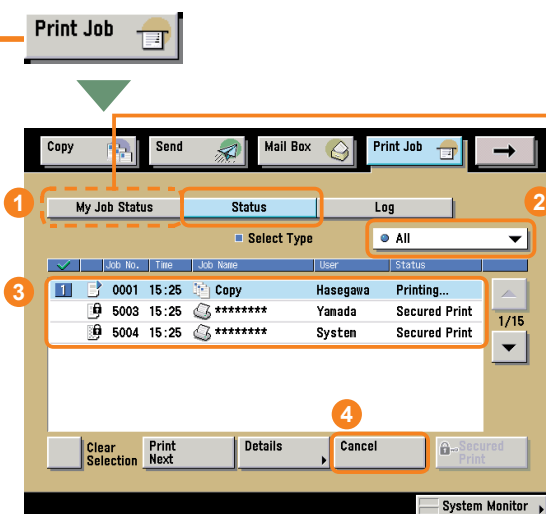 Print Job
Copy Send Mail Box Print Job
1 My Job Status Status Log 2
Select Type All
Job No. Time Job Name User Status
3 1 0001 15:25 Copy Hasegawa Printing...
5003 15:25 ******** Yamada Secured Print
1/15
5004 15:25 ******** System Secured Print
4
Clear Selection Print Next Details Cancel Secured Print
System Monitor